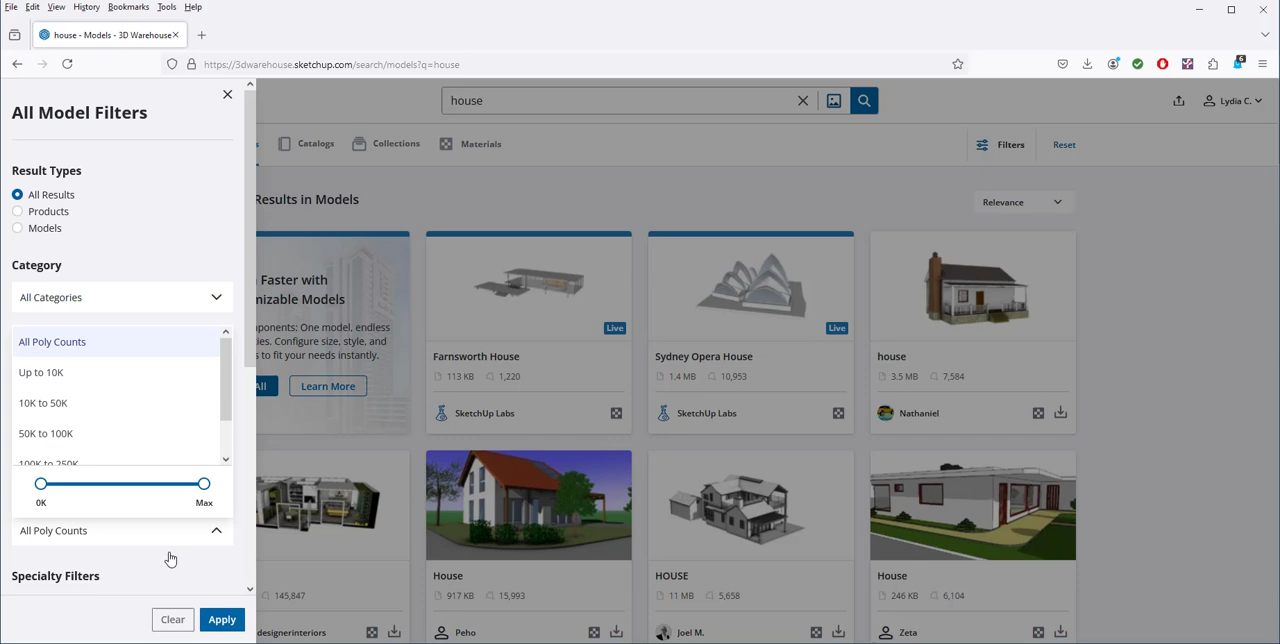 File Edit View History Bookmarks Tools Help
house - Models - 3D Warehouse
https://3dwarehouse.sketchup.com/search/models?q=house
6
All Model Filters
house
Lydia C.
Catalogs Collections Materials
Filters Reset
Result Types
All Results
Products
Models
Results in Models
Relevance
Category
All Categories
All Poly Counts
Up to 10K
10K to 50K
50K to 100K
100K to 250K
0K Max
All Poly Counts
Specialty Filters
Clear Apply
Faster with
Models
One model, endless
Configure size, style, and
to fit your needs instantly.
All Learn More
Live
Farnsworth House
113 KB 1,220
SketchUp Labs
Live
Sydney Opera House
1.4 MB 10,953
SketchUp Labs
house
3.5 MB 7,584
Nathaniel
145,847
designerinteriors
House
917 KB 15,993
Peho
HOUSE
11 MB 5,658
Joel M.
House
246 KB 6,104
Zeta